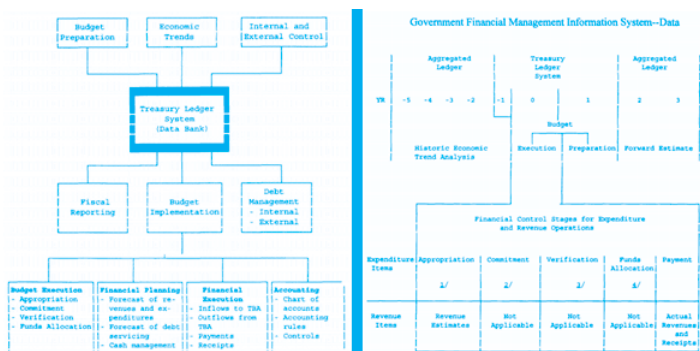 Budget
Preparation
Economic
Trends
Internal and
External Control
Treasury Ledger
System
(Data Bank)
Fiscal
Reporting
Budget
Implementation
Debt
Management
- Internal
- External
Budget Execution
- Appropriation
- Commitment
- Verification
- Funds Allocation
Financial Planning
- Forecast of re-
venues and ex-
penditures
- Forecast of debt
servicing
- Cash management
Financial
Execution
- Inflows to TRA
- Outflows from
TRA
- Payments
- Receipts
Accounting
- Chart of
accounts
- Accounting
rules
- Controls
Government Financial Management Information System--Data
Aggregated
Ledger
Treasury
Ledger
System
Aggregated
Ledger
YR -5 -4 -3 -2 -1 0 1 2 3
Budget
Historic Economic
Trend Analysis
Execution
Preparation
Forward Estimate
Financial Control Stages for Expenditure
and Revenue Operations
Expenditure
Items
Appropriation
1/
Commitment
2/
Verification
3/
Funds
Allocation
4/
Payment
Revenue
Items
Revenue
Estimates
Not
Applicable
Not
Applicable
Not
Applicable
Actual
Revenues
and
Receipts